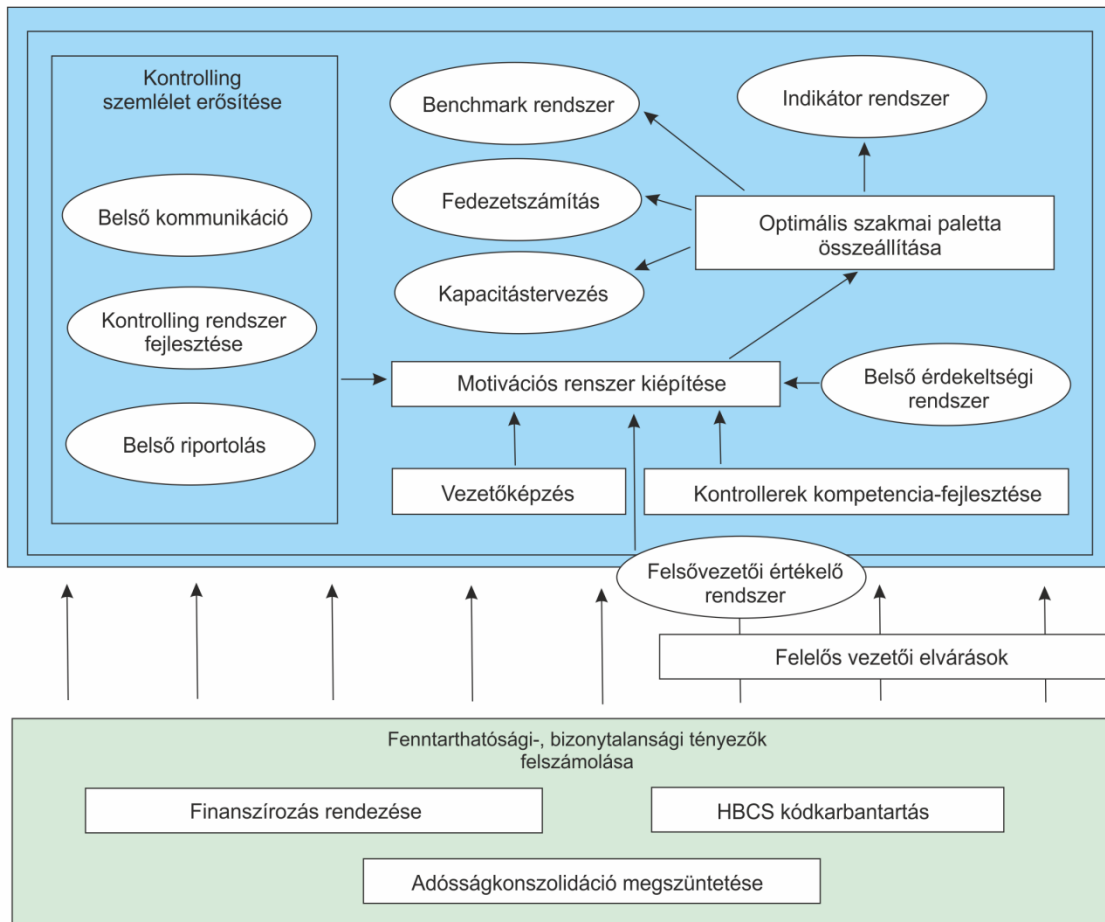 Kontrolling
szemlélet erősítése
Belső kommunikáció
Kontrolling rendszer
fejlesztése
Belső riportolás
Benchmark rendszer
Indikátor rendszer
Fedezetszámítás
Optimális szakmai paletta
összeállítása
Kapacitástervezés
Motivációs renszer kiépítése
Belső érdekeltségi
rendszer
Vezetőképzés
Kontrollerek kompetencia-fejlesztése
Felsővezetői értékelő
rendszer
Felelős vezetői elvárások
Fenntarthatósági-, bizonytalansági tényezők
felszámolása
Finanszírozás rendezése
HBCS kódkarbantartás
Adósságkonszolidáció megszüntetése